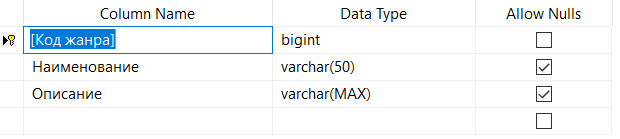 Column Name Data Type Allow Nulls
[Код жанра] bigint
Наименование varchar(50)
Описание varchar(MAX)